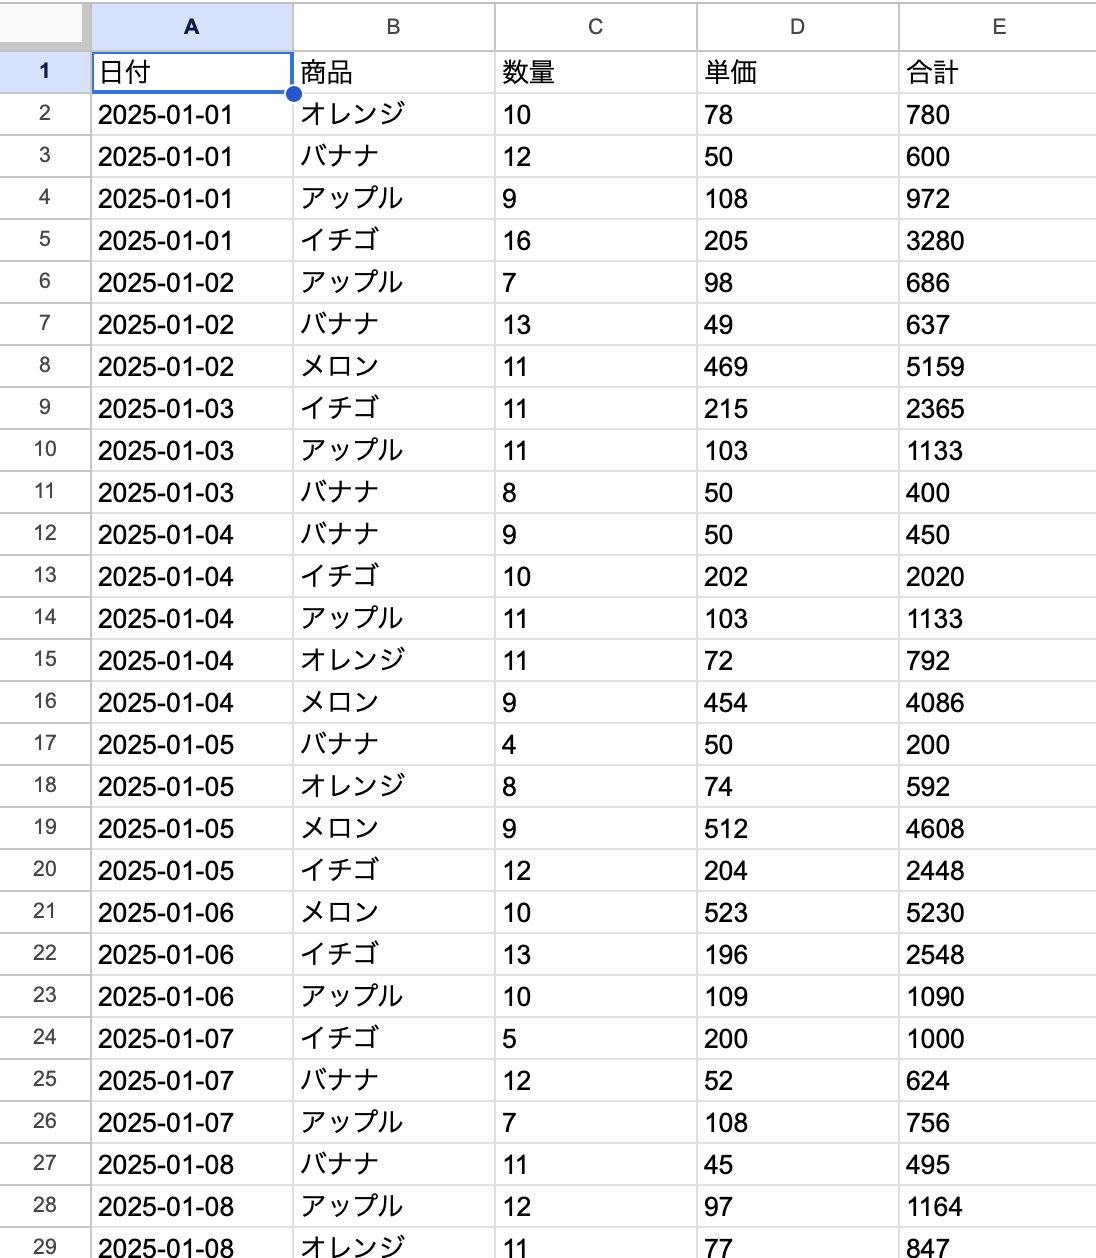 A B C D E
1 日付 商品 数量 単価 合計
2 2025-01-01 オレンジ 10 78 780
3 2025-01-01 バナナ 12 50 600
4 2025-01-01 アップル 9 108 972
5 2025-01-01 イチゴ 16 205 3280
6 2025-01-02 アップル 7 98 686
7 2025-01-02 バナナ 13 49 637
8 2025-01-02 メロン 11 469 5159
9 2025-01-03 イチゴ 11 215 2365
10 2025-01-03 アップル 11 103 1133
11 2025-01-03 バナナ 8 50 400
12 2025-01-04 バナナ 9 50 450
13 2025-01-04 イチゴ 10 202 2020
14 2025-01-04 アップル 11 103 1133
15 2025-01-04 オレンジ 11 72 792
16 2025-01-04 メロン 9 454 4086
17 2025-01-05 バナナ 4 50 200
18 2025-01-05 オレンジ 8 74 592
19 2025-01-05 メロン 9 512 4608
20 2025-01-05 イチゴ 12 204 2448
21 2025-01-06 メロン 10 523 5230
22 2025-01-06 イチゴ 13 196 2548
23 2025-01-06 アップル 10 109 1090
24 2025-01-07 イチゴ 5 200 1000
25 2025-01-07 バナナ 12 52 624
26 2025-01-07 アップル 7 108 756
27 2025-01-08 バナナ 11 45 495
28 2025-01-08 アップル 12 97 1164
29 2025-01-08 オレンジ 11 77 847